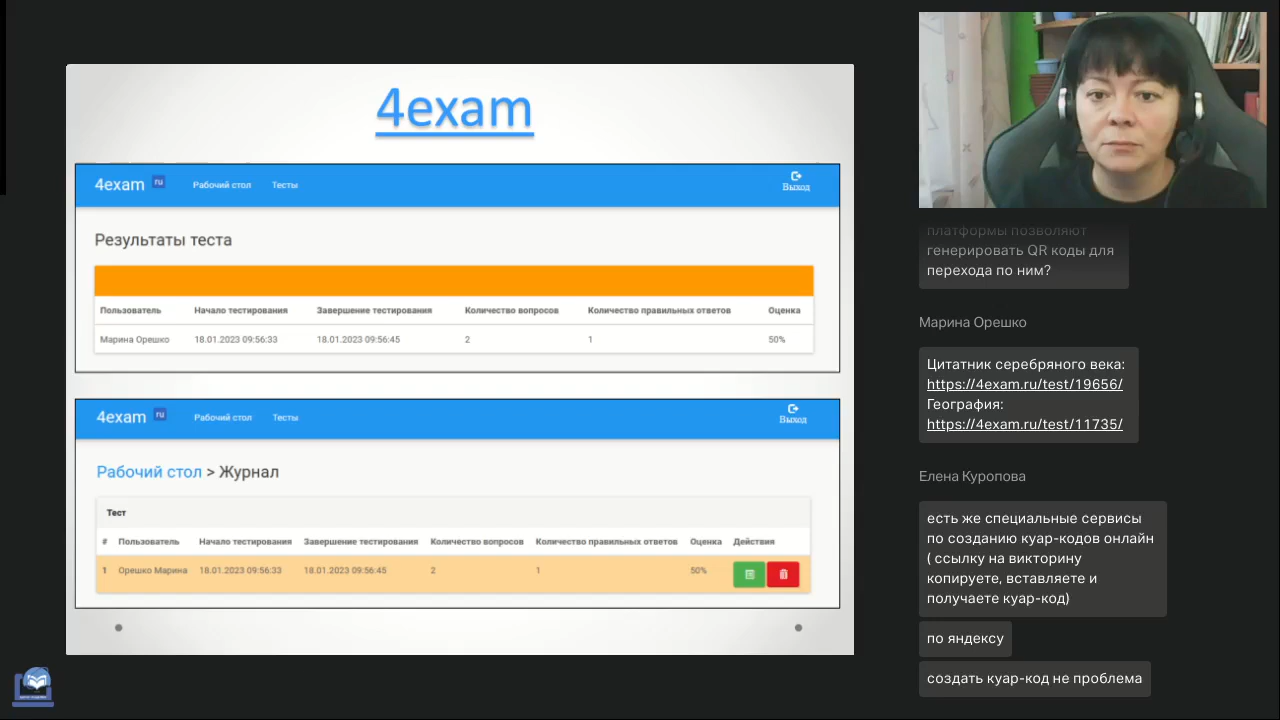 4exam
4exam ru Рабочий стол Тесты Выход
Результаты теста
Пользователь Начало тестирования Завершение тестирования Количество вопросов Количество правильных ответов Оценка
Марина Орешко 18.01.2023 09:56:33 18.01.2023 09:56:45 2 1 50%
4exam ru Рабочий стол Тесты Выход
Рабочий стол > Журнал
Тест
# Пользователь Начало тестирования Завершение тестирования Количество вопросов Количество правильных ответов Оценка Действия
1 Орешко Марина 18.01.2023 09:56:33 18.01.2023 09:56:45 2 1 50%
платформы позволяют
генерировать QR коды для
перехода по ним?
Марина Орешко
Цитатник серебряного века:
https://4exam.ru/test/19656/
География:
https://4exam.ru/test/11735/
Елена Куропова
есть же специальные сервисы
по созданию куар-кодов онлайн
( ссылку на викторину
копируете, вставляете и
получаете куар-код)
по яндексу
создать куар-код не проблема